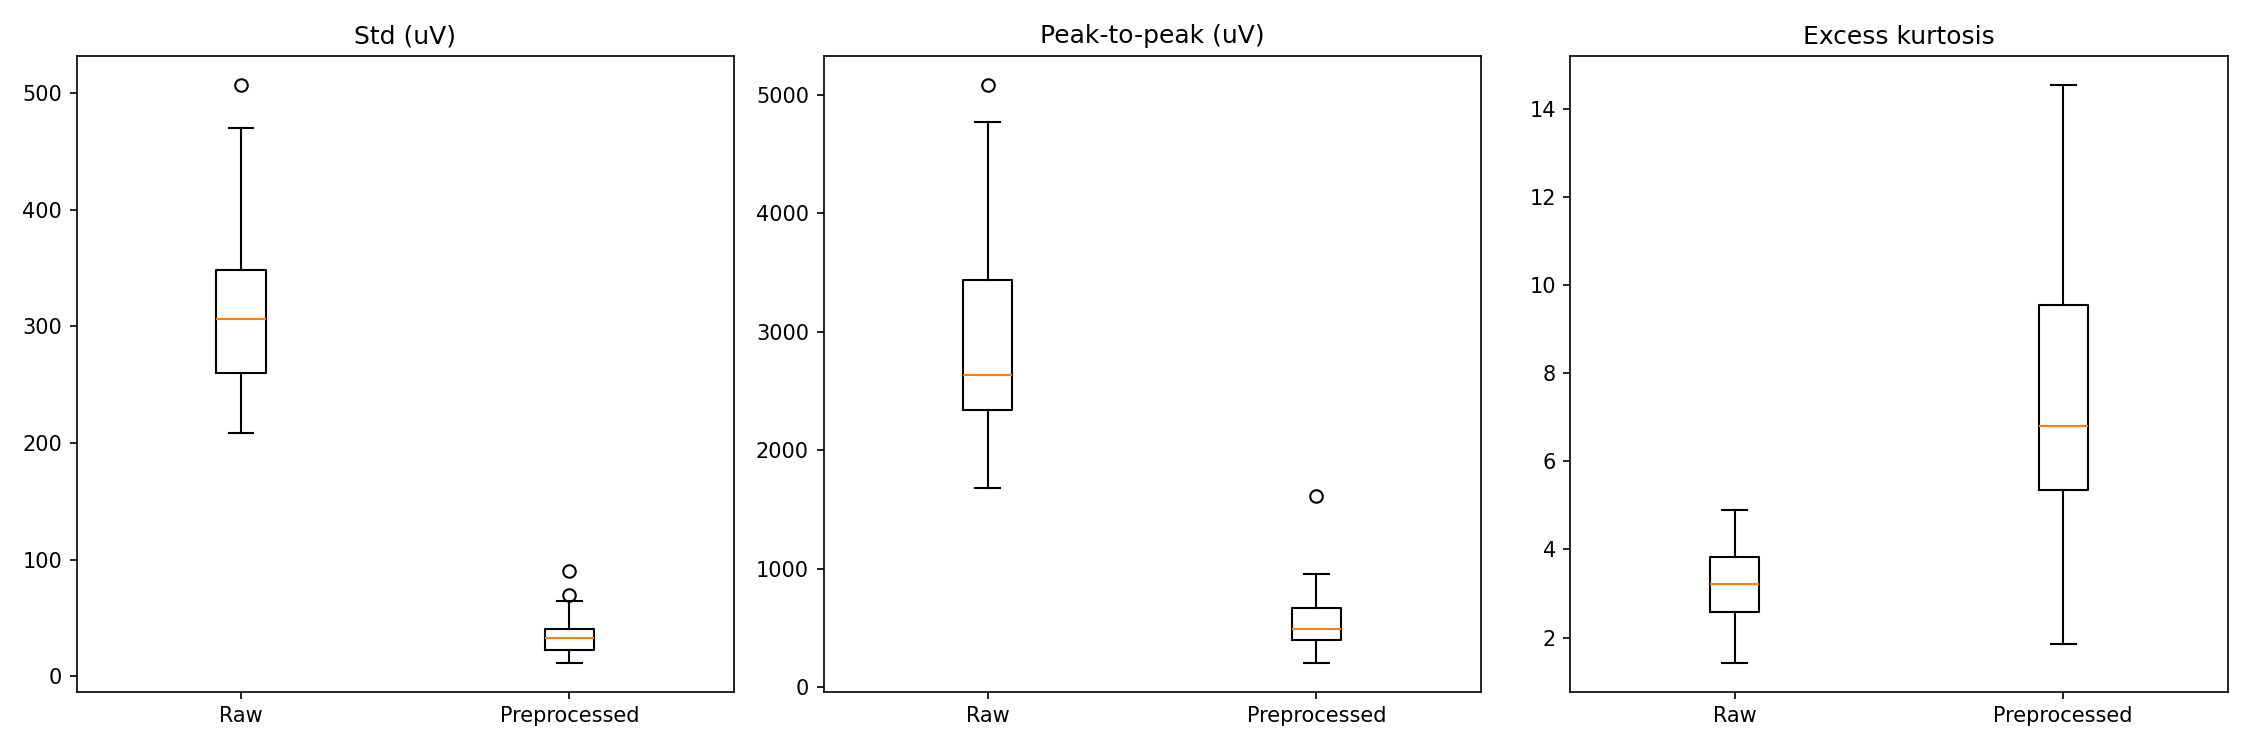 Std (uV)
500
400
300
200
100
0
Raw
Preprocessed
Peak-to-peak (uV)
5000
4000
3000
2000
1000
0
Raw
Preprocessed
Excess kurtosis
14
12
10
8
6
4
2
Raw
Preprocessed